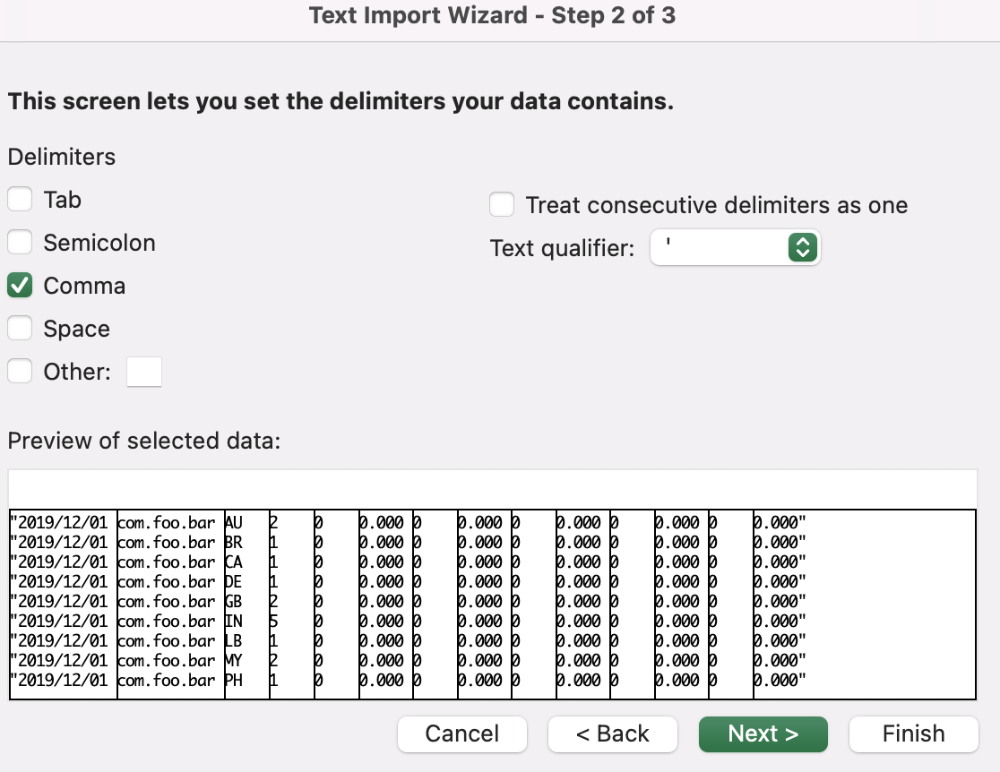 Text Import Wizard - Step 2 of 3
This screen lets you set the delimiters your data contains.
Delimiters
Tab
Semicolon
Comma
Space
Other:
Treat consecutive delimiters as one
Text qualifier: '
Preview of selected data:
"2019/12/01 com.foo.bar AU 2 0 0.000 0 0.000 0 0.000 0 0.000 0 0.000"
"2019/12/01 com.foo.bar BR 1 0 0.000 0 0.000 0 0.000 0 0.000 0 0.000"
"2019/12/01 com.foo.bar CA 1 0 0.000 0 0.000 0 0.000 0 0.000 0 0.000"
"2019/12/01 com.foo.bar DE 1 0 0.000 0 0.000 0 0.000 0 0.000 0 0.000"
"2019/12/01 com.foo.bar GB 2 0 0.000 0 0.000 0 0.000 0 0.000 0 0.000"
"2019/12/01 com.foo.bar IN 5 0 0.000 0 0.000 0 0.000 0 0.000 0 0.000"
"2019/12/01 com.foo.bar LB 1 0 0.000 0 0.000 0 0.000 0 0.000 0 0.000"
"2019/12/01 com.foo.bar MY 2 0 0.000 0 0.000 0 0.000 0 0.000 0 0.000"
"2019/12/01 com.foo.bar PH 1 0 0.000 0 0.000 0 0.000 0 0.000 0 0.000"
Cancel < Back Next > Finish